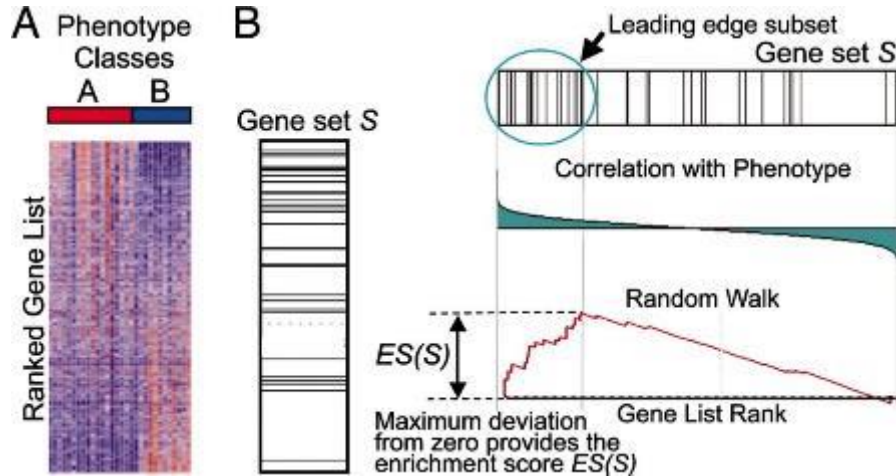 A
Phenotype
Classes
A B
Ranked Gene List
B
Gene set S
Leading edge subset
Gene set S
Correlation with Phenotype
Random Walk
ES(S)
Gene List Rank
Maximum deviation
from zero provides the
enrichment score ES(S)